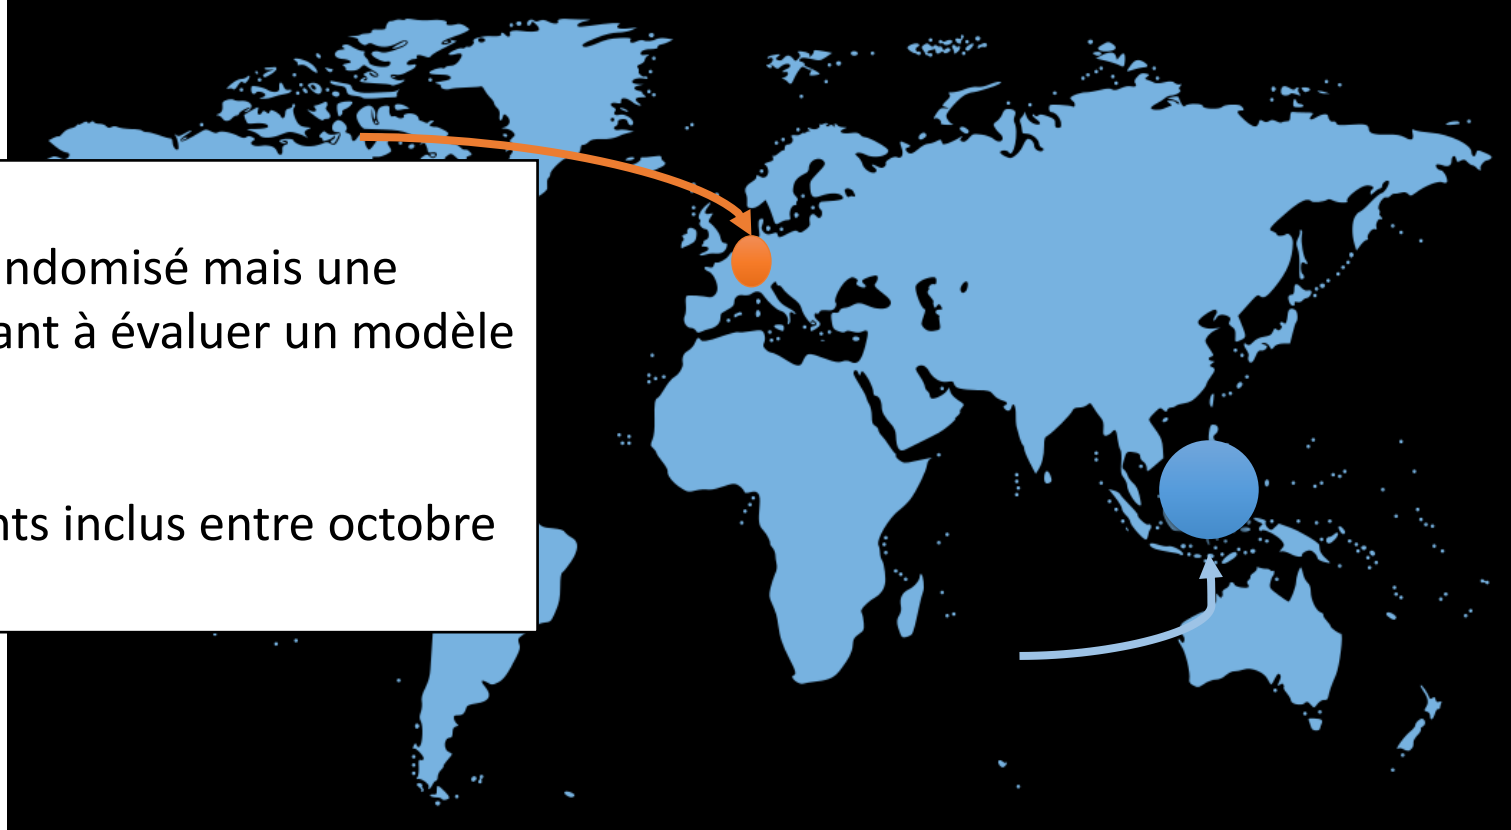 ndomisé mais une
ant à évaluer un modèle
nts inclus entre octobre